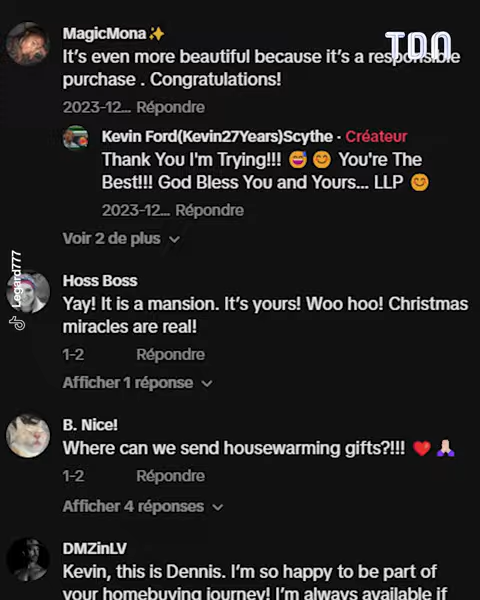 TDN
MagicMona✨
It's even more beautiful because it's a responsible
purchase . Congratulations!
2023-12... Répondre
Kevin Ford(Kevin27Years)Scythe · Créateur
Thank You I'm Trying!!! 😅 😊 You're The
Best!!! God Bless You and Yours... LLP 😊
2023-12... Répondre
Voir 2 de plus
Legard777
Hoss Boss
Yay! It is a mansion. It's yours! Woo hoo! Christmas
miracles are real!
1-2 Répondre
Afficher 1 réponse
B. Nice!
Where can we send housewarming gifts?!!! ❤️ 🙏🏻
1-2 Répondre
Afficher 4 réponses
DMZinLV
Kevin, this is Dennis. I'm so happy to be part of
your homebuying journey! I'm always available if